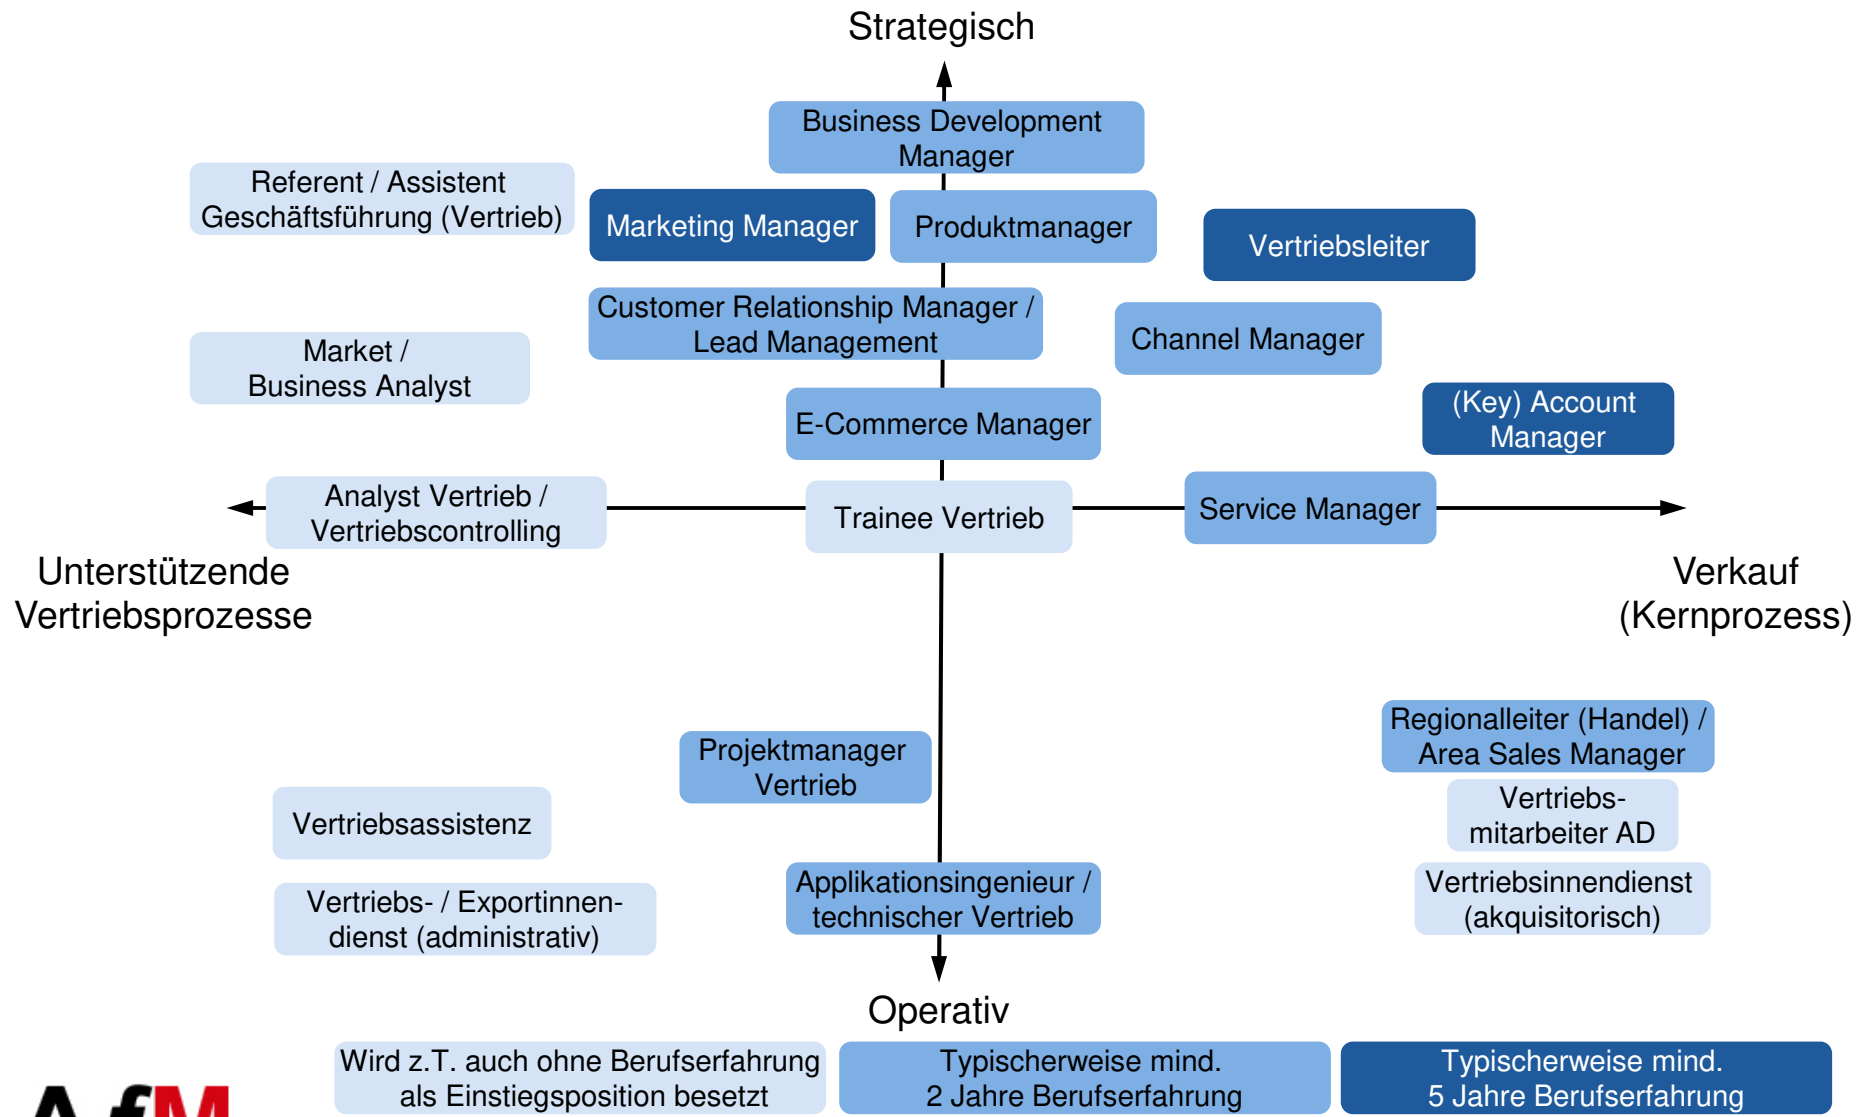 Strategisch
Business Development
Manager
Referent / Assistent
Geschäftsführung (Vertrieb)
Marketing Manager
Produktmanager
Vertriebsleiter
Customer Relationship Manager /
Lead Management
Channel Manager
Market /
Business Analyst
(Key) Account
Manager
E-Commerce Manager
Analyst Vertrieb /
Vertriebscontrolling
Trainee Vertrieb
Service Manager
Unterstützende
Vertriebsprozesse
Verkauf
(Kernprozess)
Regionalleiter (Handel) /
Area Sales Manager
Projektmanager
Vertrieb
Vertriebs-
mitarbeiter AD
Vertriebsassistenz
Applikationsingenieur /
technischer Vertrieb
Vertriebsinnendienst
(akquisitorisch)
Vertriebs- / Exportinnen-
dienst (administrativ)
Operativ
Wird z.T. auch ohne Berufserfahrung
als Einstiegsposition besetzt
Typischerweise mind.
2 Jahre Berufserfahrung
Typischerweise mind.
5 Jahre Berufserfahrung
AfM